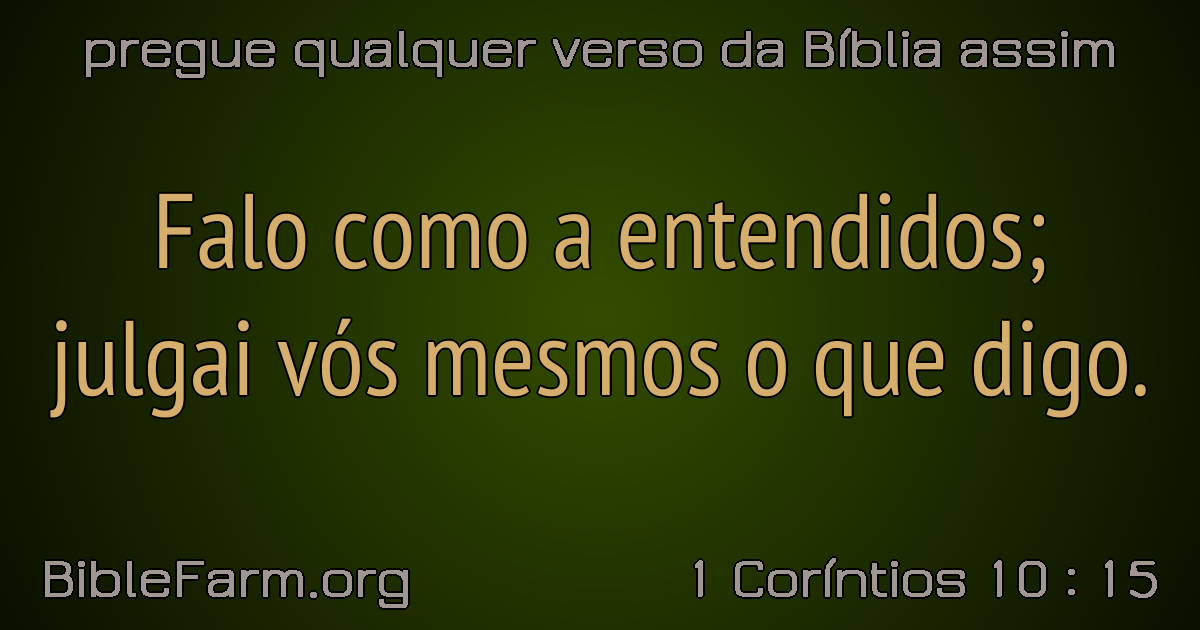 pregue qualquer verso da Bíblia assim
Falo como a entendidos;
julgai vós mesmos o que digo.
BibleFarm.org
1 Coríntios 10 : 15